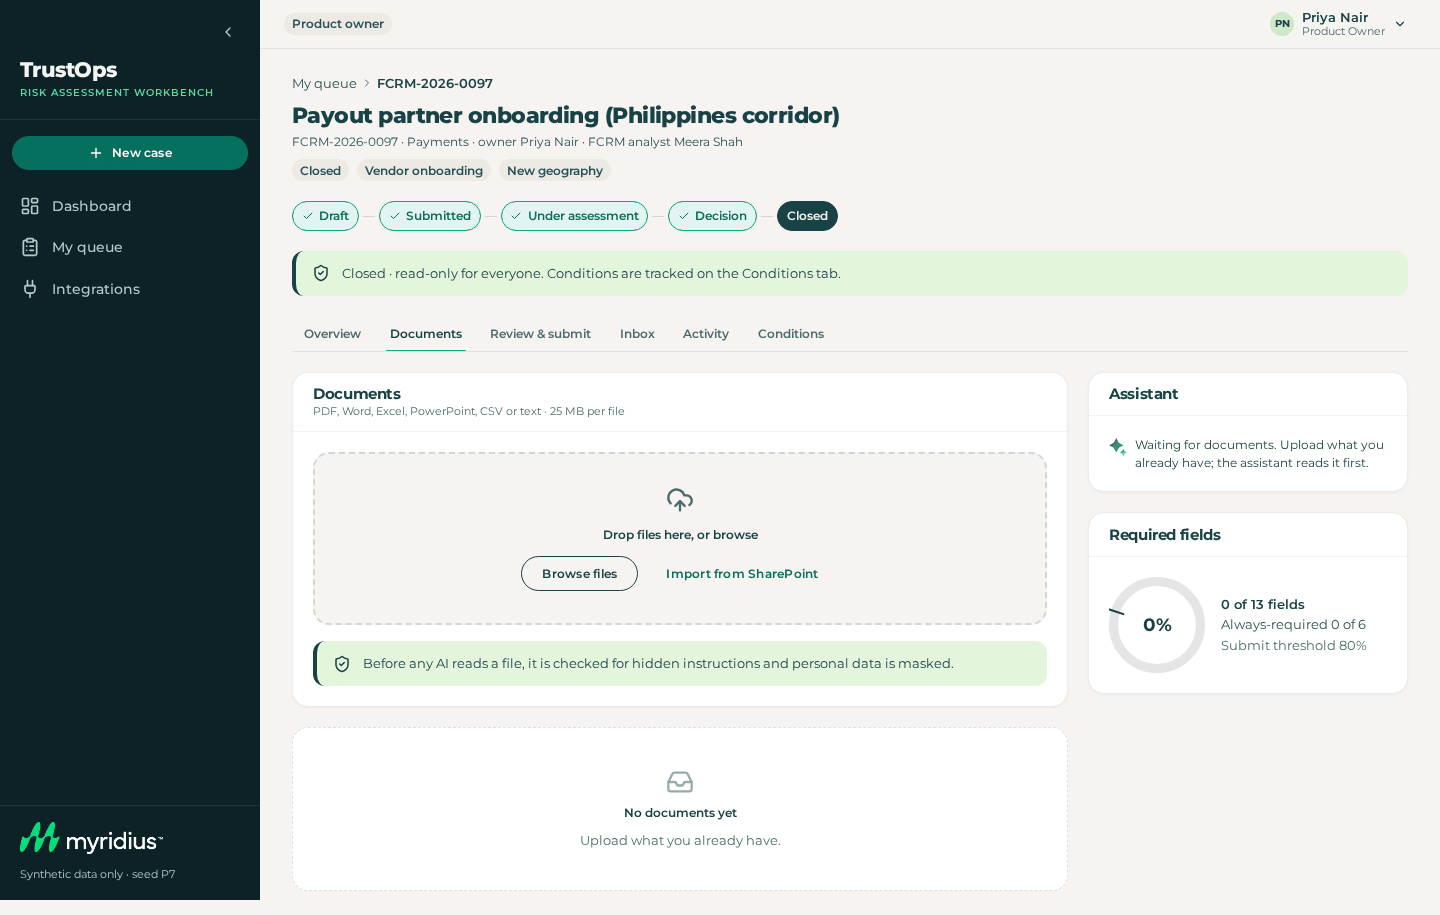 Product owner
PN
Priya Nair
Product Owner
TrustOps
RISK ASSESSMENT WORKBENCH
New case
Dashboard
My queue
Integrations
myridius™
Synthetic data only · seed P7
My queue > FCRM-2026-0097
Payout partner onboarding (Philippines corridor)
FCRM-2026-0097 · Payments · owner Priya Nair · FCRM analyst Meera Shah
Closed Vendor onboarding New geography
Draft Submitted Under assessment Decision Closed
Closed · read-only for everyone. Conditions are tracked on the Conditions tab.
Overview Documents Review & submit Inbox Activity Conditions
Documents
PDF, Word, Excel, PowerPoint, CSV or text · 25 MB per file
Drop files here, or browse
Browse files Import from SharePoint
Before any AI reads a file, it is checked for hidden instructions and personal data is masked.
No documents yet
Upload what you already have.
Assistant
Waiting for documents. Upload what you
already have; the assistant reads it first.
Required fields
0%
0 of 13 fields
Always-required 0 of 6
Submit threshold 80%